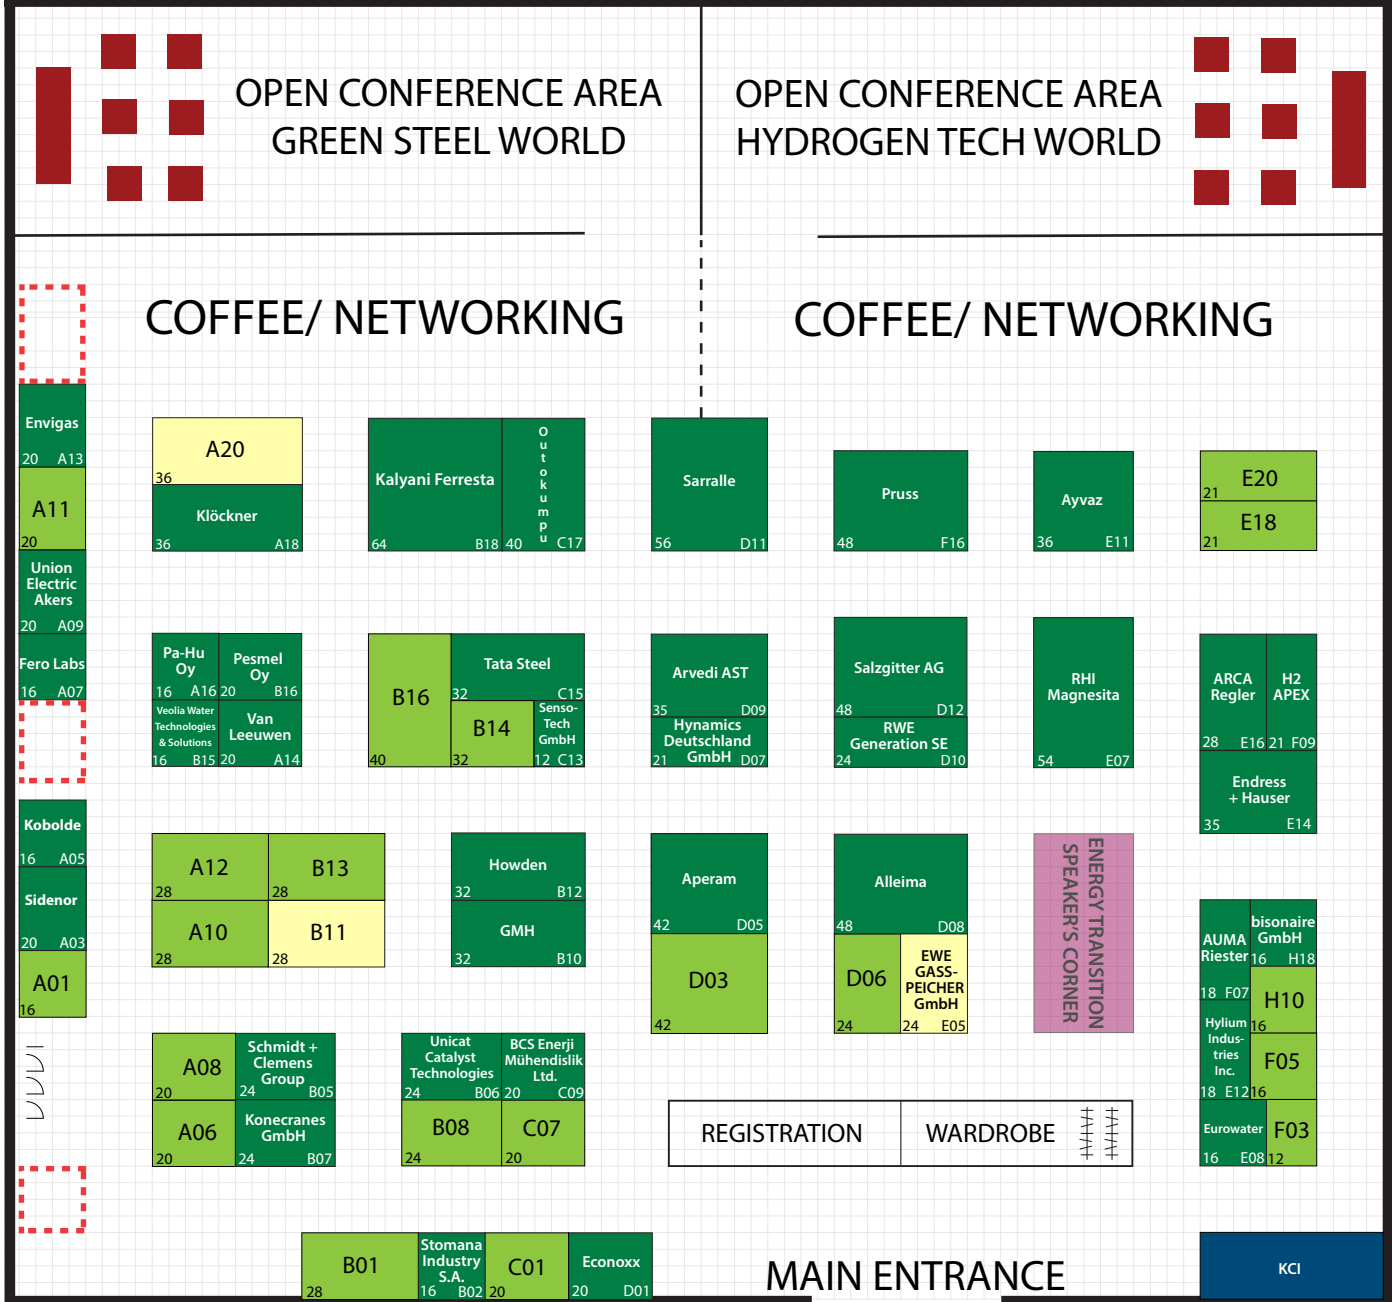 OPEN CONFERENCE AREA
GREEN STEEL WORLD
OPEN CONFERENCE AREA
HYDROGEN TECH WORLD
COFFEE/ NETWORKING
COFFEE/ NETWORKING
Envigas
20 A13
A11
20
Union
Electric
Akers
20 A09
Fero Labs
16 A07
Kobolde
16 A05
Sidenor
20 A03
A01
16
A20
36
Klöckner
36 A18
Kalyani Ferresta
64 B18
Outokumpu
40 C17
Sarralle
56 D11
Pruss
48 F16
Ayvaz
36 E11
E20
21
E18
21
Pa-Hu
Oy
16 A16
Pesmel
Oy
20 B16
Veolia Water
Technologies
& Solutions
16 B15
Van
Leeuwen
20 A14
B16
40
Tata Steel
32 C15
B14
32
Senso-
Tech
GmbH
12 C13
Arvedi AST
35 D09
Hynamics
Deutschland
GmbH
21 D07
Salzgitter AG
48 D12
RWE
Generation SE
24 D10
RHI
Magnesita
54 E07
ARCA
Regler
28 E16
H2
APEX
21 F09
Endress
+ Hauser
35 E14
A12
28
B13
28
A10
28
B11
28
Howden
32 B12
GMH
32 B10
Aperam
42 D05
D03
42
Alleima
48 D08
D06
24
EWE
GASS-
PEICHER
GmbH
24 E05
ENERGY TRANSITION
SPEAKER'S CORNER
AUMA
Riester
18 F07
bisonaire
GmbH
16 H18
H10
16
Hylium
Indus-
tries
Inc.
18 E12
F05
16
Eurowater
16 E08
F03
12
A08
20
Schmidt +
Clemens
Group
24 B05
A06
20
Konecranes
GmbH
24 B07
Unicat
Catalyst
Technologies
24 B06
BCS Enerji
Mühendislik
Ltd.
20 C09
B08
24
C07
20
REGISTRATION
WARDROBE
B01
28
Stomana
Industry
S.A.
16 B02
C01
20
Econoxx
20 D01
MAIN ENTRANCE
KCI